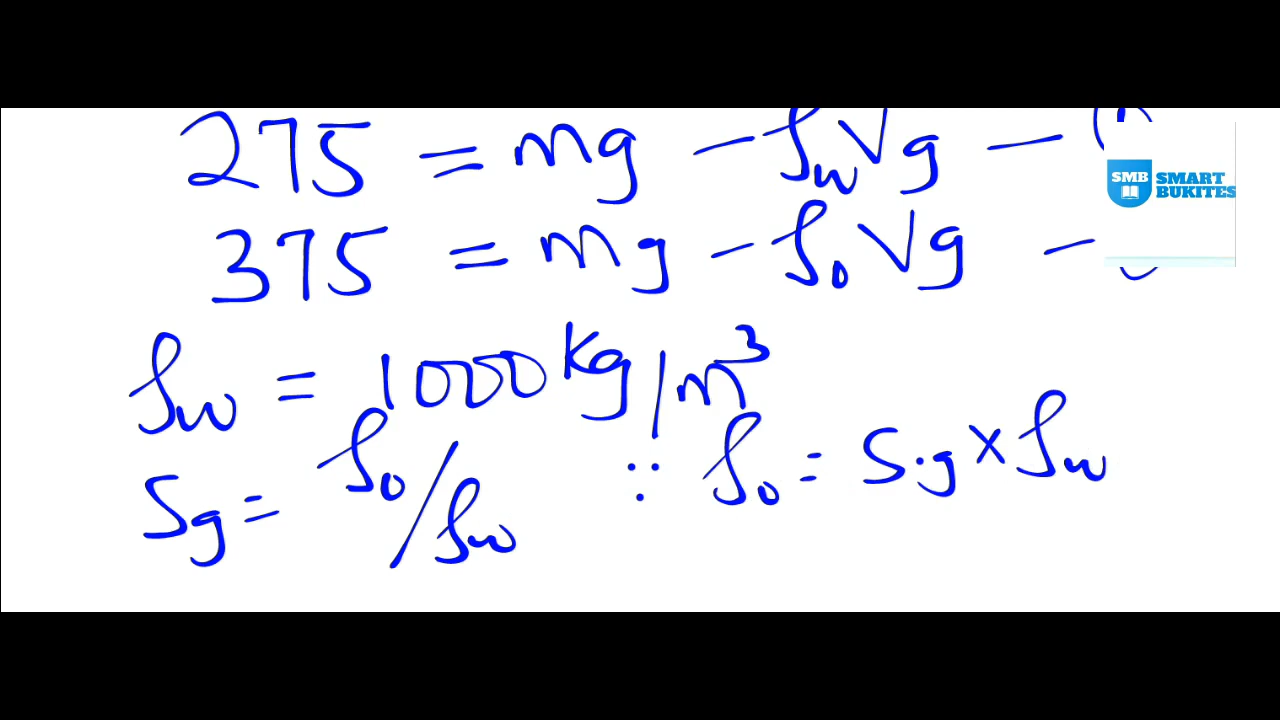 275 = mg - ρwVg - (
SMB SMART
BUKITES
375 = mg - ρoVg -
ρw = 1000 kg/m³
Sg = ρo/ρw ∵ ρo = S.g × ρw